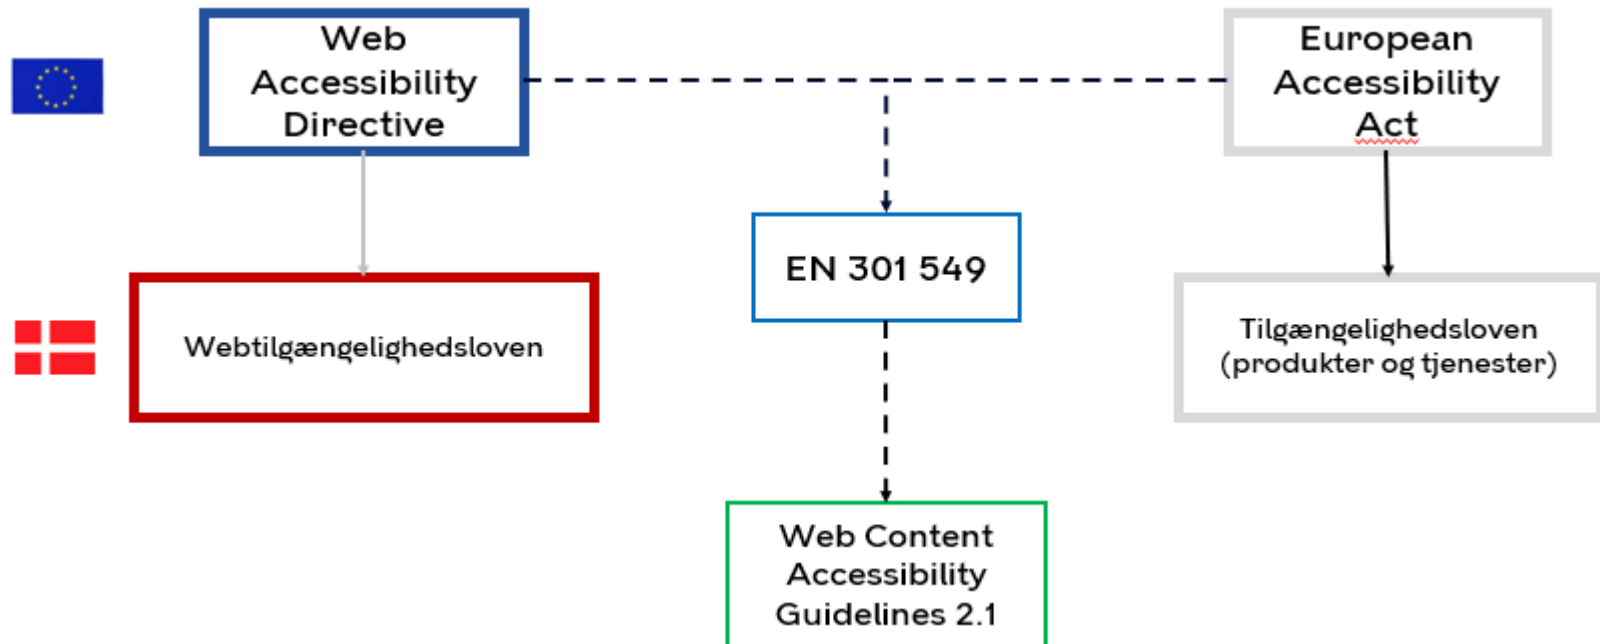 Web
Accessibility
Directive
European
Accessibility
Act
EN 301 549
Webtilgængelighedsloven
Tilgængelighedsloven
(produkter og tjenester)
Web Content
Accessibility
Guidelines 2.1